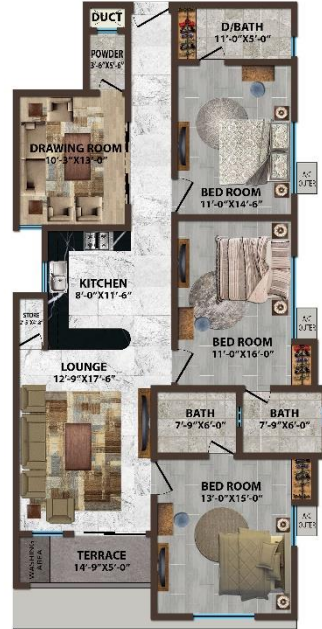 DUCT
D/BATH
11'-0"X5'-0"
POWDER
3'-6"X5'-6"
DRAWING ROOM
10'-3"X13'-0"
BED ROOM
11'-0"X14'-6"
A/C
OUTER
KITCHEN
8'-0"X11'-6"
STORE
LOUNGE
12'-9"X17'-6"
BED ROOM
11'-0"X16'-0"
A/C
OUTER
BATH
7'-9"X6'-0"
BATH
7'-9"X6'-0"
BED ROOM
13'-0"X15'-0"
A/C
OUTER
WASHING
AREA
TERRACE
14'-9"X5'-0"